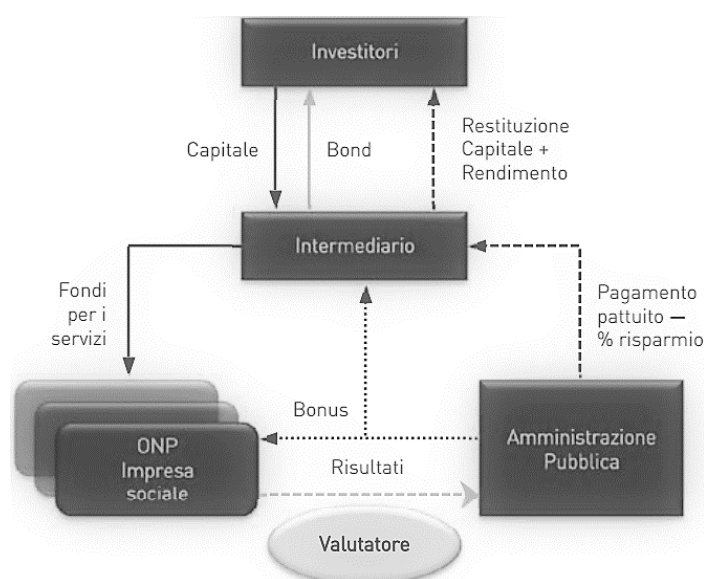 Investitori
Capitale
Bond
Restituzione
Capitale +
Rendimento
Intermediario
Fondi
per i
servizi
Pagamento
pattuito —
% risparmio
Bonus
ONP
Impresa
sociale
Risultati
Amministrazione
Pubblica
Valutatore